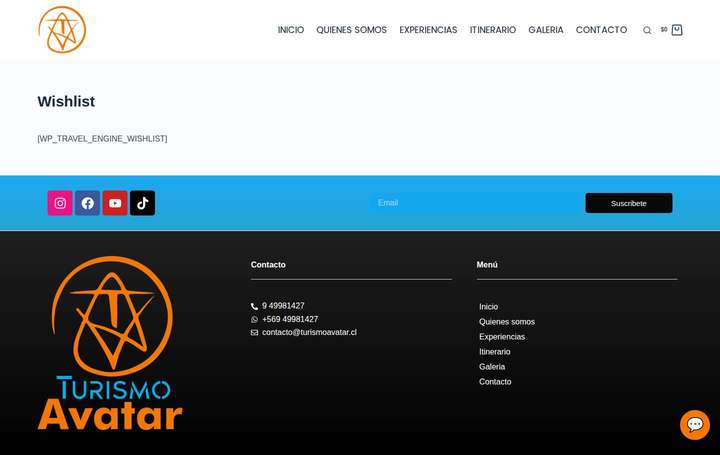 INICIO QUIENES SOMOS EXPERIENCIAS ITINERARIO GALERIA CONTACTO $0
Wishlist
[WP_TRAVEL_ENGINE_WISHLIST]
Email Suscribete
Contacto
9 49981427
+569 49981427
contacto@turismoavatar.cl
Menú
Inicio
Quienes somos
Experiencias
Itinerario
Galeria
Contacto
TURISMO
Avatar